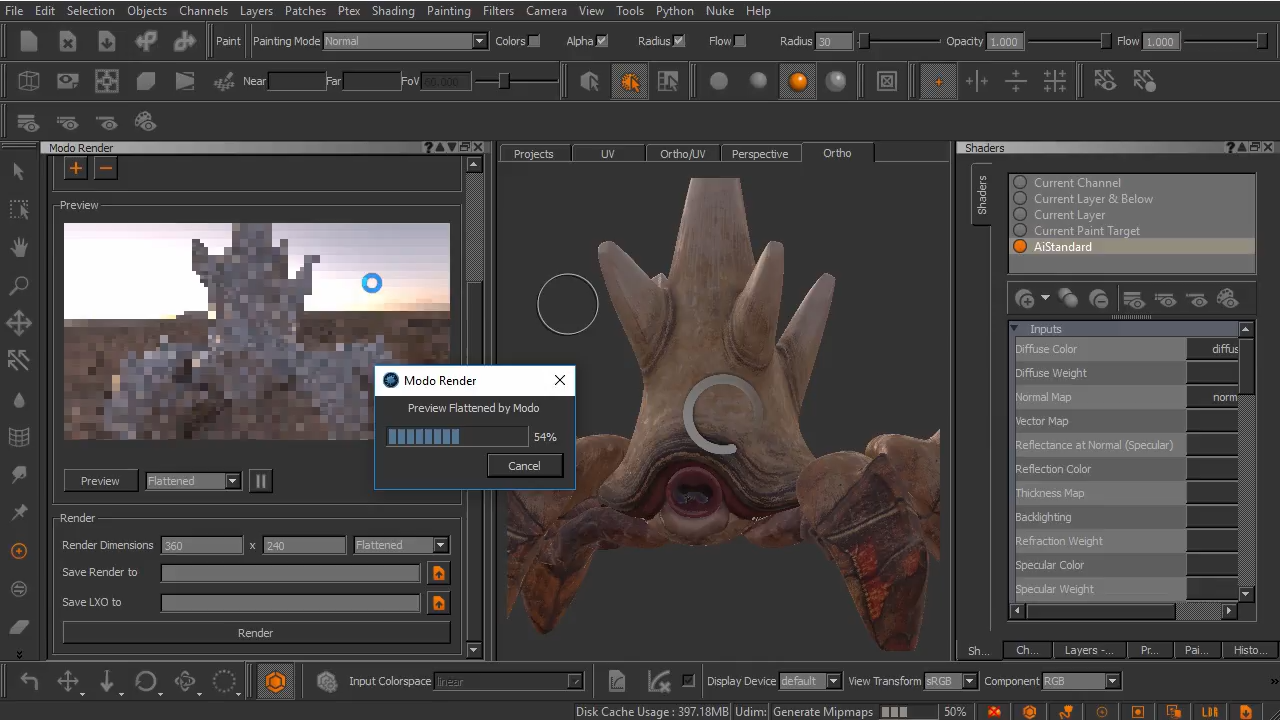 File Edit Selection Objects Channels Layers Patches Ptex Shading Painting Filters Camera View Tools Python Nuke Help
Paint Painting Mode Normal Colors Alpha Radius Flow Radius 30 Opacity 1.000 Flow 1.000
Near Far FoV 60.000
Modo Render
Preview
Preview Flattened
Render
Render Dimensions 360 x 240 Flattened
Save Render to
Save LXO to
Render
Modo Render
Preview Flattened by Modo
54%
Cancel
Projects UV Ortho/UV Perspective Ortho
Shaders
Shaders
Current Channel
Current Layer & Below
Current Layer
Current Paint Target
AiStandard
Inputs
Diffuse Color diffus
Diffuse Weight
Normal Map norm
Vector Map
Reflectance at Normal (Specular)
Reflection Color
Thickness Map
Backlighting
Refraction Weight
Specular Color
Specular Weight
Sh... Ch... Layers -... Pr... Pai... Histo...
Input Colorspace linear Display Device default View Transform sRGB Component RGB
Disk Cache Usage : 397.18MB Udim: Generate Mipmaps 50% LDR